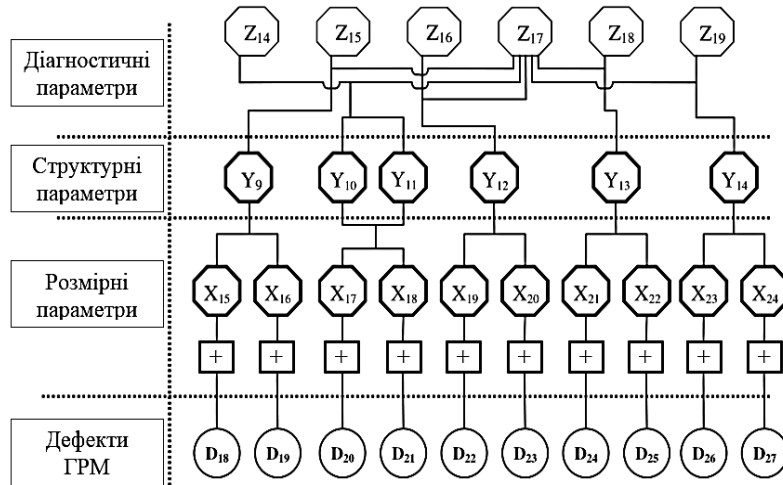 Z14 Z15 Z16 Z17 Z18 Z19
Діагностичні
параметри
Структурні
параметри
Y9 Y10 Y11 Y12 Y13 Y14
Розмірні
параметри
X15 X16 X17 X18 X19 X20 X21 X22 X23 X24
+ + + + + + + + + +
Дефекти
ГРМ
D18 D19 D20 D21 D22 D23 D24 D25 D26 D27